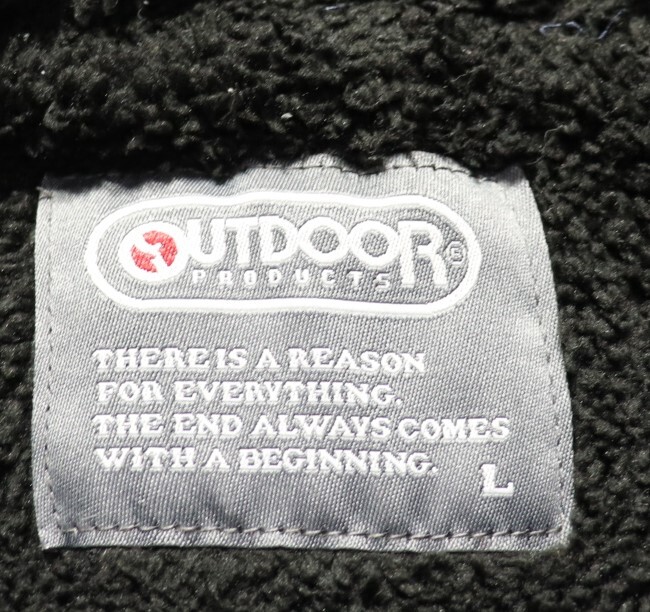 OUTDOOR®
PRODUCTS
THERE IS A REASON
FOR EVERYTHING.
THE END ALWAYS COMES
WITH A BEGINNING.
L